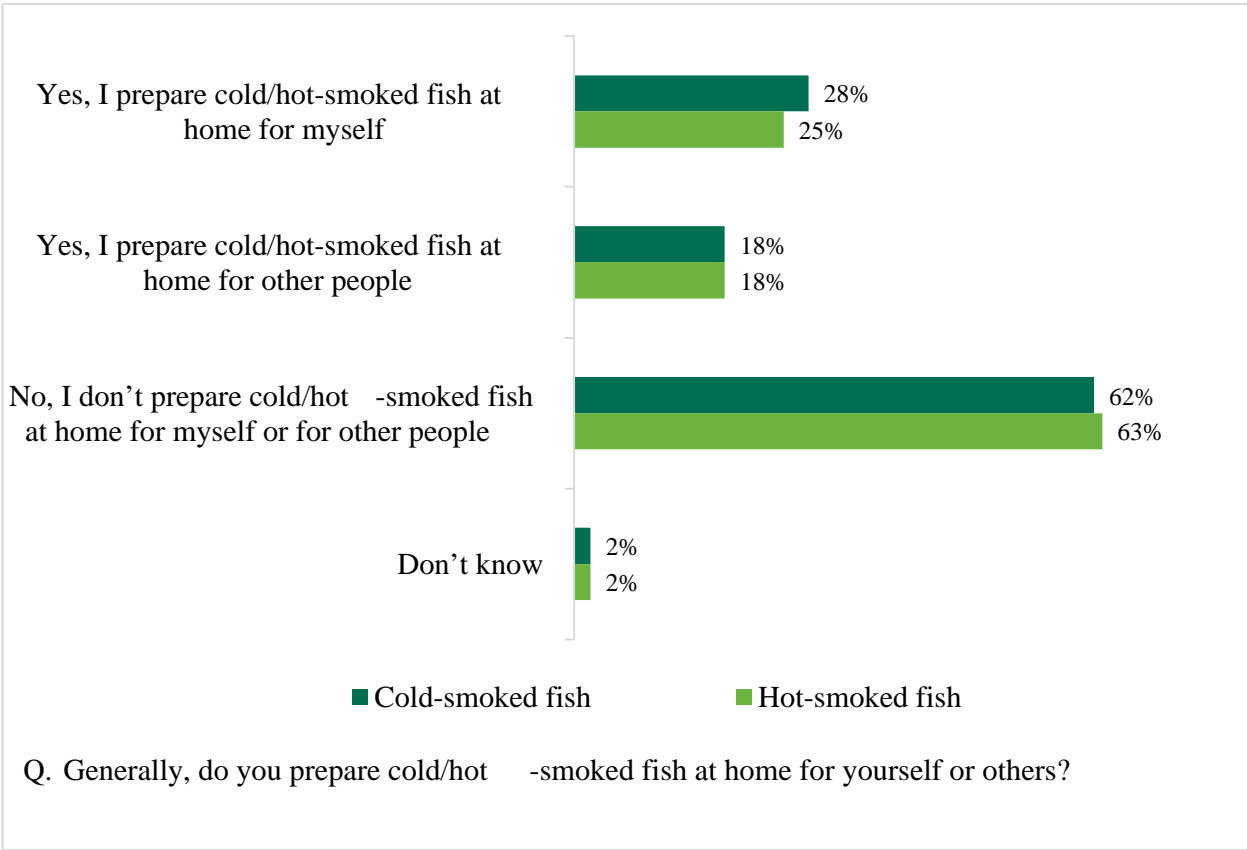 Yes, I prepare cold/hot-smoked fish at
home for myself
28%
25%
Yes, I prepare cold/hot-smoked fish at
home for other people
18%
18%
No, I don’t prepare cold/hot -smoked fish
at home for myself or for other people
62%
63%
Don’t know
2%
2%
Cold-smoked fish
Hot-smoked fish
Q. Generally, do you prepare cold/hot -smoked fish at home for yourself or others?